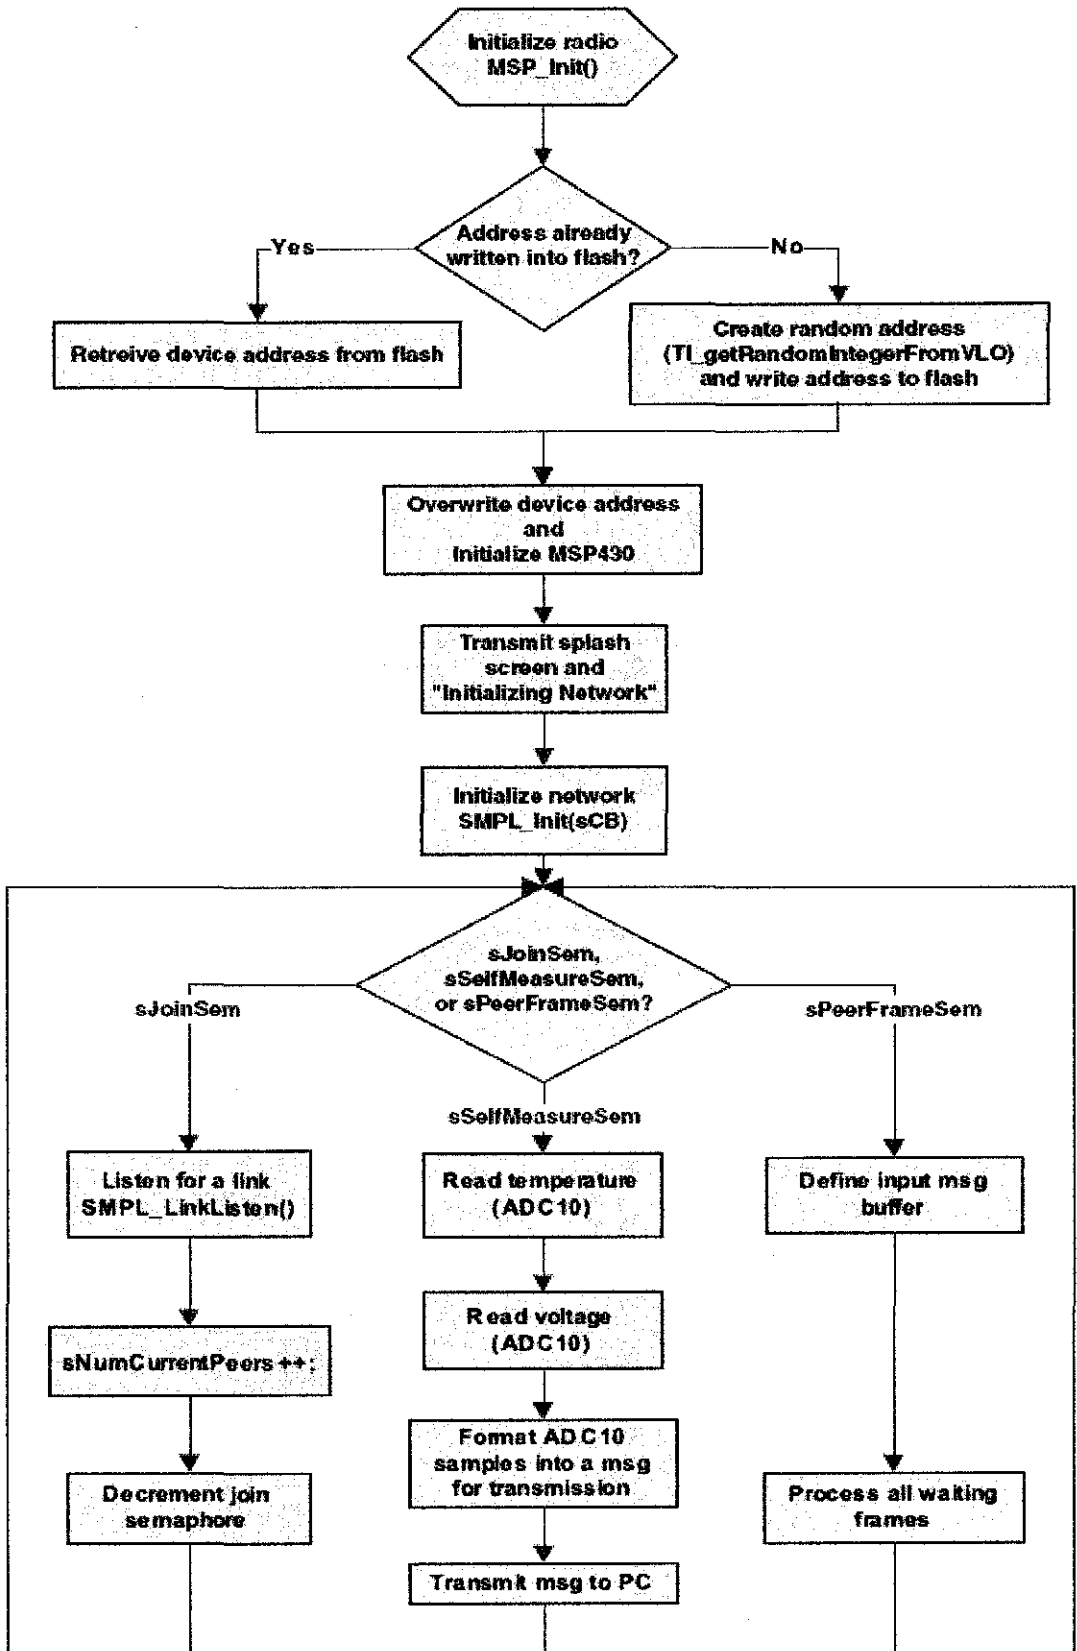 Initialize radio
MSP_Init()
Address already
written into flash?
Yes
No
Retreive device address from flash
Create random address
(TI_getRandomIntegerFromVLO)
and write address to flash
Overwrite device address
and
Initialize MSP430
Transmit splash
screen and
"Initializing Network"
Initialize network
SMPL_Init(sCB)
sJoinSem,
sSelfMeasureSem,
or sPeerFrameSem?
sJoinSem
sPeerFrameSem
sSelfMeasureSem
Listen for a link
SMPL_LinkListen()
Read temperature
(ADC10)
Define input msg
buffer
sNumCurrentPeers ++;
Read voltage
(ADC10)
Decrement join
semaphore
Format ADC10
samples into a msg
for transmission
Process all waiting
frames
Transmit msg to PC